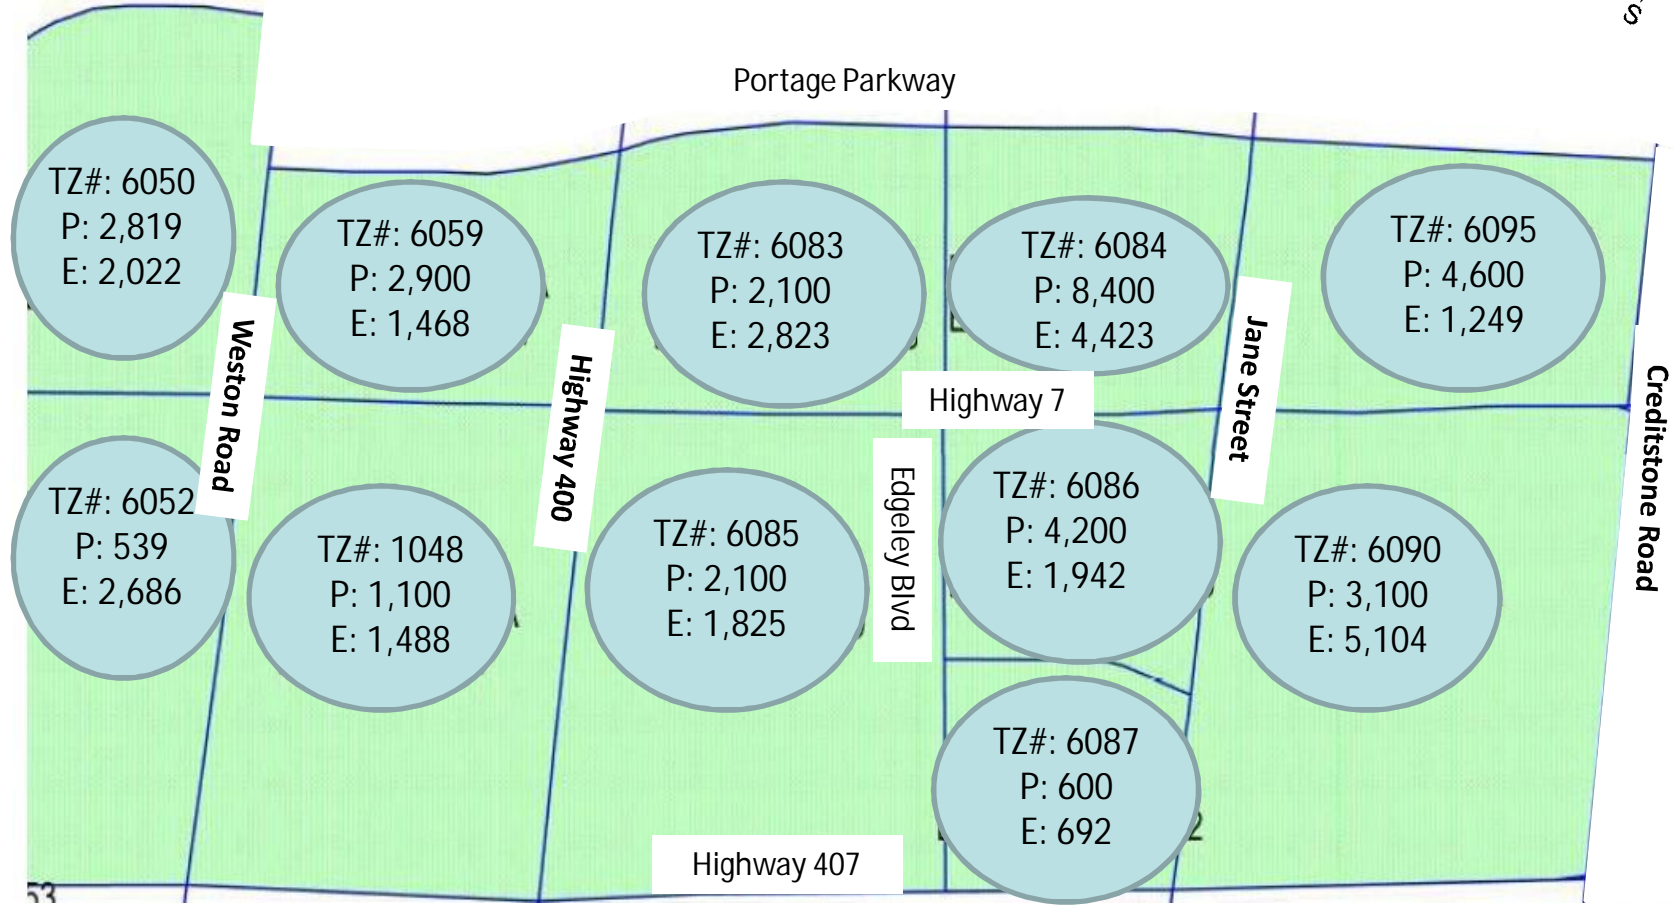 s
Portage Parkway
TZ#: 6050
P: 2,819
E: 2,022
TZ#: 6059
P: 2,900
E: 1,468
TZ#: 6083
P: 2,100
E: 2,823
TZ#: 6084
P: 8,400
E: 4,423
TZ#: 6095
P: 4,600
E: 1,249
Weston Road
Highway 400
Highway 7
Jane Street
Creditstone Road
TZ#: 6052
P: 539
E: 2,686
TZ#: 1048
P: 1,100
E: 1,488
TZ#: 6085
P: 2,100
E: 1,825
Edgeley Blvd
TZ#: 6086
P: 4,200
E: 1,942
TZ#: 6090
P: 3,100
E: 5,104
TZ#: 6087
P: 600
E: 692
2
Highway 407
53